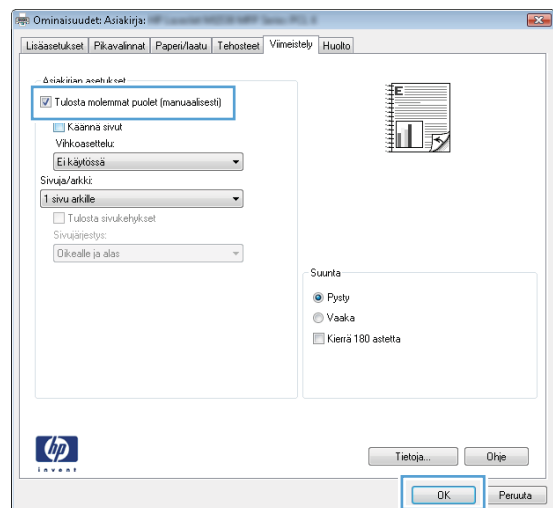 Ominaisuudet: Asiakirja:
Lisäasetukset Pikavalinnat Paperi/laatu Tehosteet Viimeistely Huolto
Asiakirjan asetukset
Tulosta molemmat puolet (manuaalisesti)
Käännä sivut
Vihkoasettelu:
Ei käytössä
Sivuja/arkki:
1 sivu arkille
Tulosta sivukehykset
Sivujärjestys:
Oikealle ja alas
E
Suunta
Pysty
Vaaka
Kierrä 180 astetta
hp
invent
Tietoja... Ohje
OK Peruuta